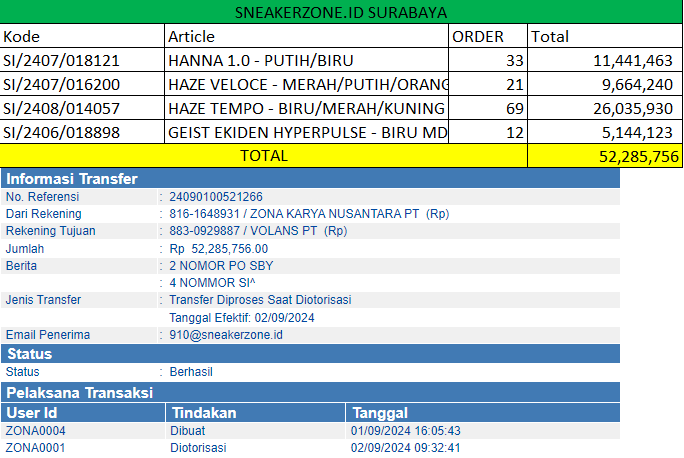 SNEAKERZONE.ID SURABAYA
Kode Article ORDER Total
SI/2407/018121 HANNA 1.0 - PUTIH/BIRU 33 11,441,463
SI/2407/016200 HAZE VELOCE - MERAH/PUTIH/ORANG 21 9,664,240
SI/2408/014057 HAZE TEMPO - BIRU/MERAH/KUNING 69 26,035,930
SI/2406/018898 GEIST EKIDEN HYPERPULSE - BIRU MD 12 5,144,123
TOTAL 52,285,756
Informasi Transfer
No. Referensi : 24090100521266
Dari Rekening : 816-1648931 / ZONA KARYA NUSANTARA PT (Rp)
Rekening Tujuan : 883-0929887 / VOLANS PT (Rp)
Jumlah : Rp 52,285,756.00
Berita : 2 NOMOR PO SBY
: 4 NOMMOR SI^
Jenis Transfer : Transfer Diproses Saat Diotorisasi
Tanggal Efektif: 02/09/2024
Email Penerima : 910@sneakerzone.id
Status
Status : Berhasil
Pelaksana Transaksi
User Id Tindakan Tanggal
ZONA0004 Dibuat 01/09/2024 16:05:43
ZONA0001 Diotorisasi 02/09/2024 09:32:41